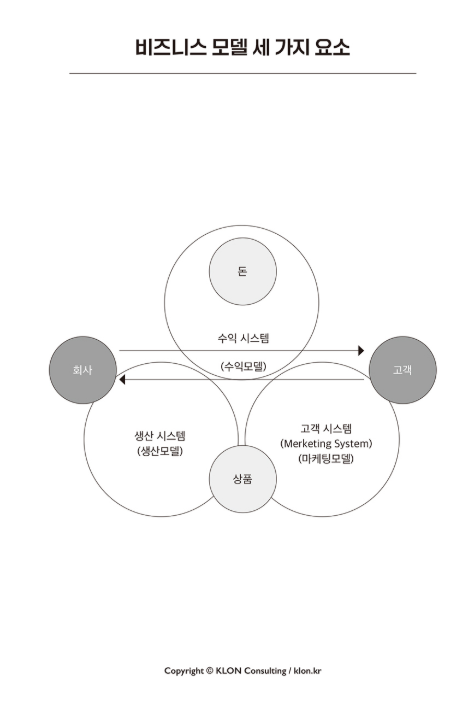 비즈니스 모델 세 가지 요소
돈
수익 시스템
(수익모델)
회사
고객
생산 시스템
(생산모델)
고객 시스템
(Merketing System)
(마케팅모델)
상품
Copyright © KLON Consulting / klon.kr